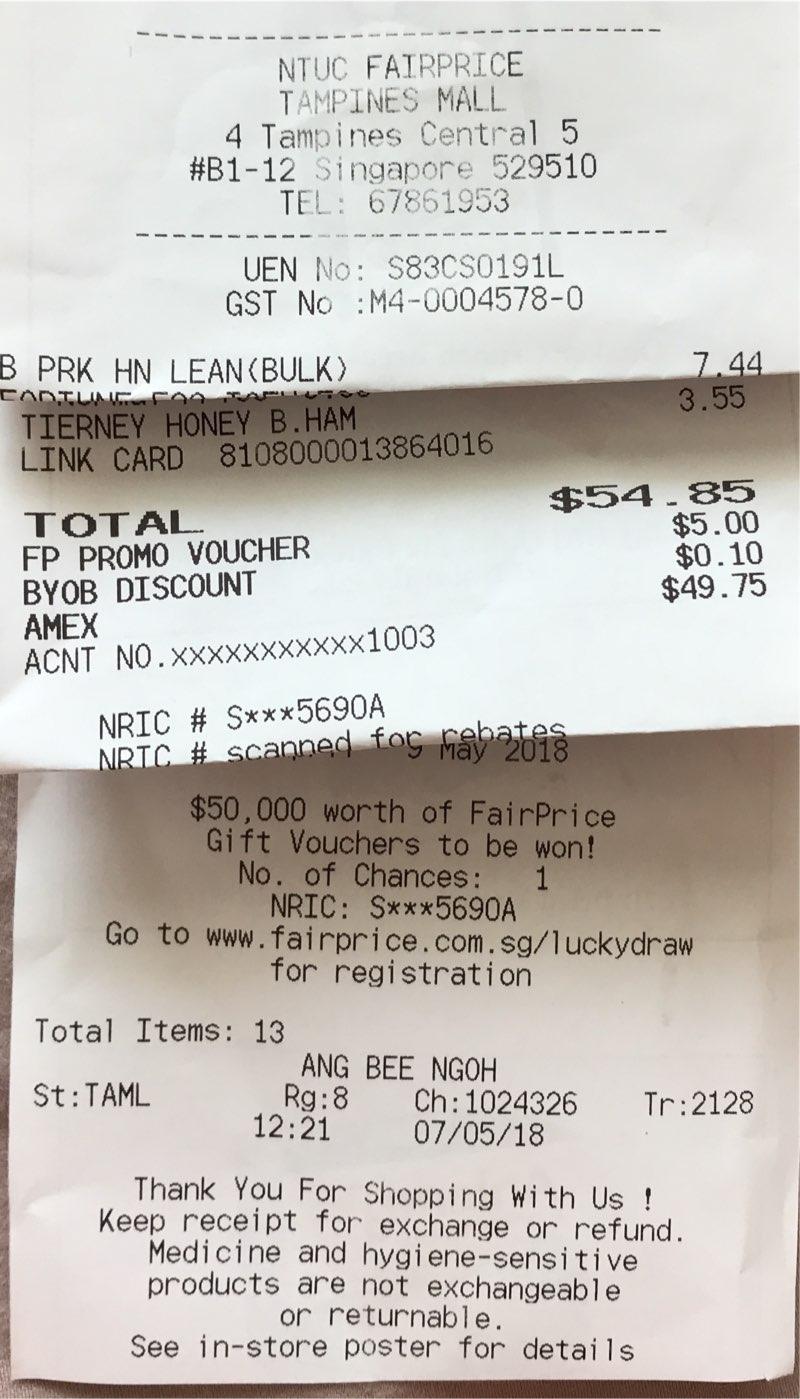 NTUC FAIRPRICE
TAMPINES MALL
4 Tampines Central 5
#B1-12 Singapore 529510
TEL: 67861953
UEN No: S83CS0191L
GST No :M4-0004578-0
B PRK HN LEAN(BULK) 7.44
TIERNEY HONEY B.HAM 3.55
LINK CARD 8108000013864016
TOTAL $54.85
FP PROMO VOUCHER $5.00
BYOB DISCOUNT $0.10
AMEX $49.75
ACNT NO.xxxxxxxxxxx1003
NRIC # S***5690A
NRIC # scanned for rebates
May 2018
$50,000 worth of FairPrice
Gift Vouchers to be won!
No. of Chances: 1
NRIC: S***5690A
Go to www.fairprice.com.sg/luckydraw
for registration
Total Items: 13
ANG BEE NGOH
St:TAML Rg:8 Ch:1024326 Tr:2128
12:21 07/05/18
Thank You For Shopping With Us !
Keep receipt for exchange or refund.
Medicine and hygiene-sensitive
products are not exchangeable
or returnable.
See in-store poster for details